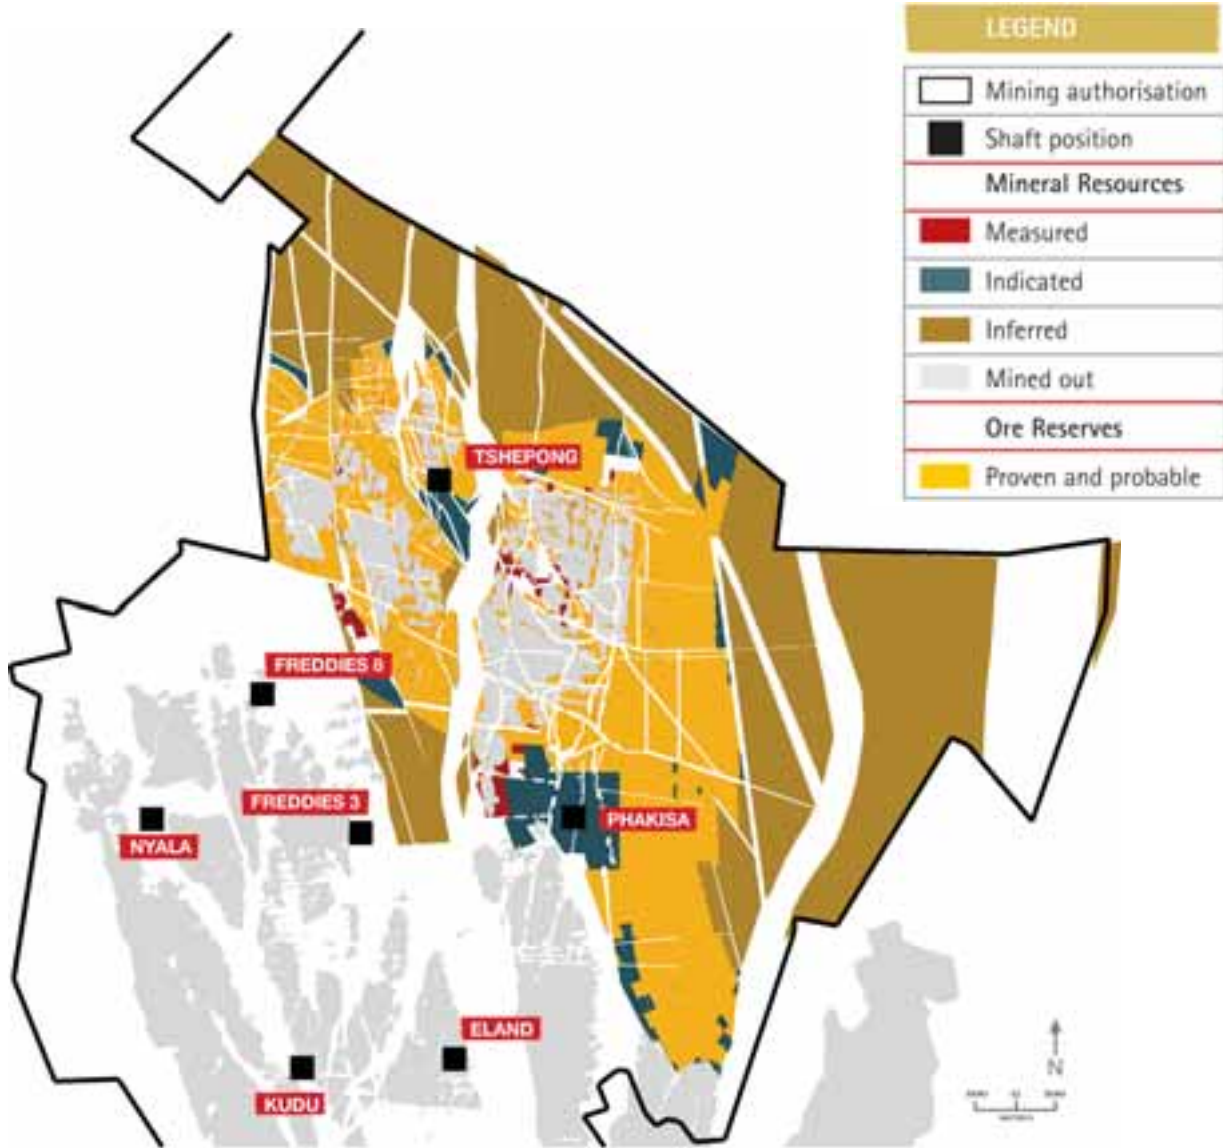 LEGEND
Mining authorisation
Shaft position
Mineral Resources
Measured
Indicated
Inferred
Mined out
Ore Reserves
Proven and probable
TSHEPONG
FREDDIES 8
FREDDIES 3
NYALA
PHAKISA
ELAND
KUDU
N